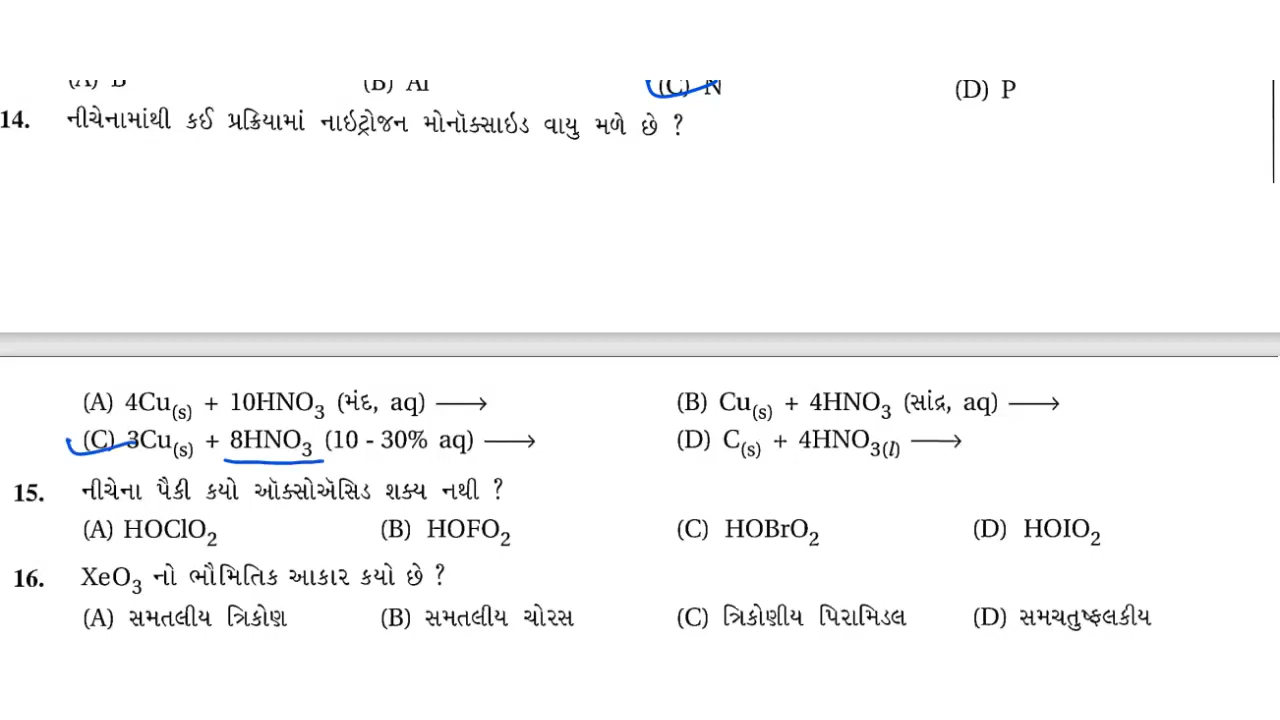 (A) B (B) Al (C) N (D) P
14. નીચેનામાંથી કઈ પ્રક્રિયામાં નાઇટ્રોજન મોનૉક્સાઇડ વાયુ મળે છે ?
(A) 4Cu(s) + 10HNO3 (મંદ, aq) ⟶ (B) Cu(s) + 4HNO3 (સાંદ્ર, aq) ⟶
(C) 3Cu(s) + 8HNO3 (10 - 30% aq) ⟶ (D) C(s) + 4HNO3(l) ⟶
15. નીચેના પૈકી કયો ઑક્સોઍસિડ શક્ય નથી ?
(A) HOClO2 (B) HOFO2 (C) HOBrO2 (D) HOIO2
16. XeO3 નો ભૌમિતિક આકાર કયો છે ?
(A) સમતલીય ત્રિકોણ (B) સમતલીય ચોરસ (C) ત્રિકોણીય પિરામિડલ (D) સમચતુષ્ફલકીય